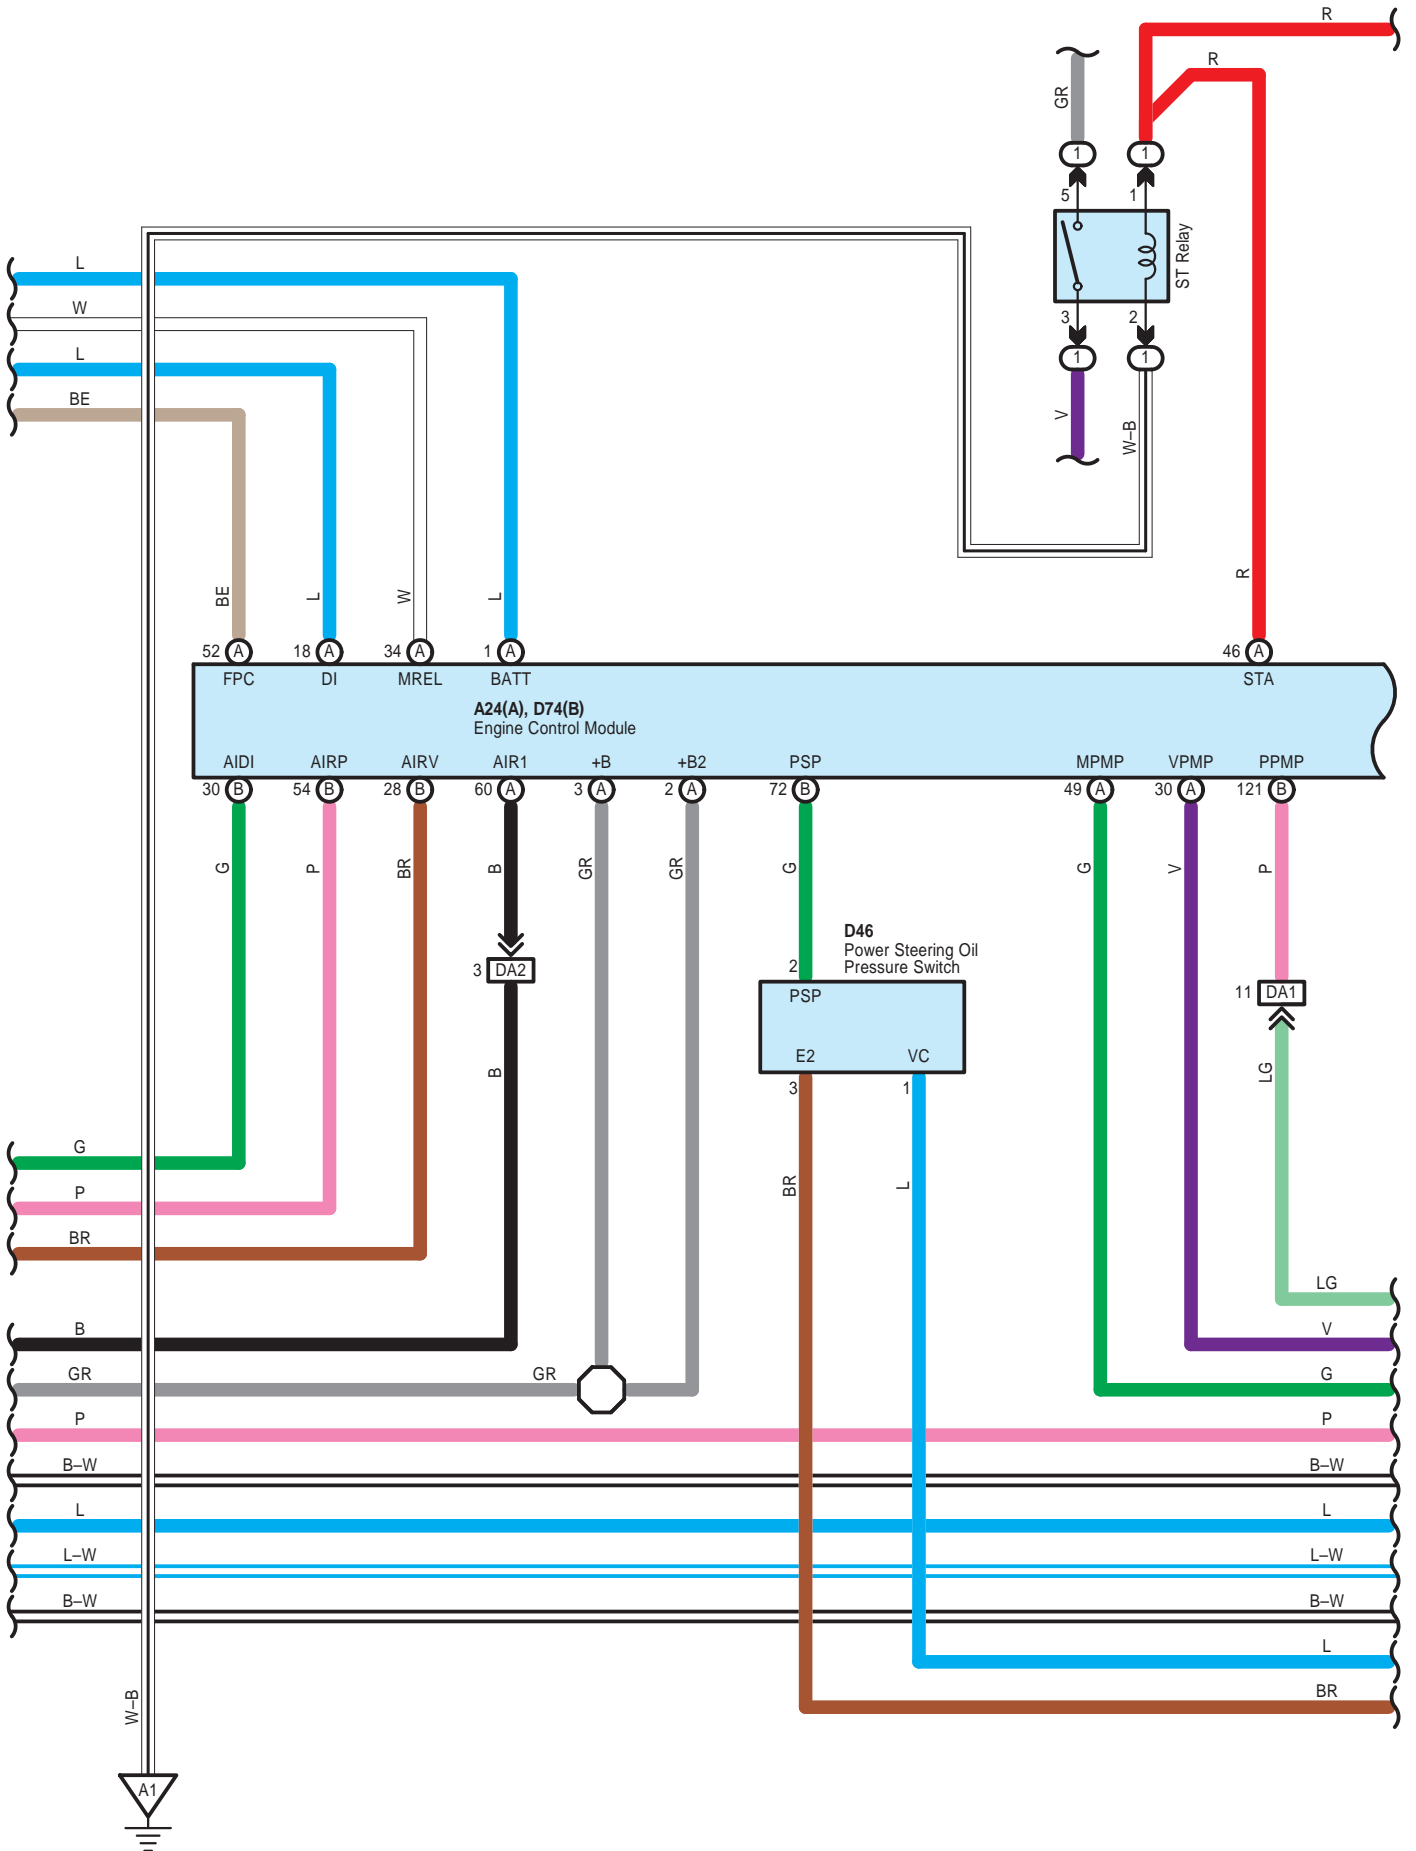 R
R
GR
1
1
5
1
ST Relay
3
2
1
1
V
W–B
L
W
L
BE
BE
L
W
L
R
52 A
18 A
34 A
1 A
46 A
FPC
DI
MREL
BATT
STA
A24(A), D74(B)
Engine Control Module
AIDI
AIRP
AIRV
AIR1
+B
+B2
PSP
MPMP
VPMP
PPMP
30 B
54 B
28 B
60 A
3 A
2 A
72 B
49 A
30 A
121 B
G
P
BR
B
GR
GR
G
G
V
P
D46
Power Steering Oil
Pressure Switch
3 DA2
2
PSP
11 DA1
E2
VC
3
1
B
LG
BR
L
G
P
BR
LG
B
V
GR
GR
G
P
P
B–W
B–W
L
L
L–W
L–W
B–W
B–W
L
BR
W–B
A1